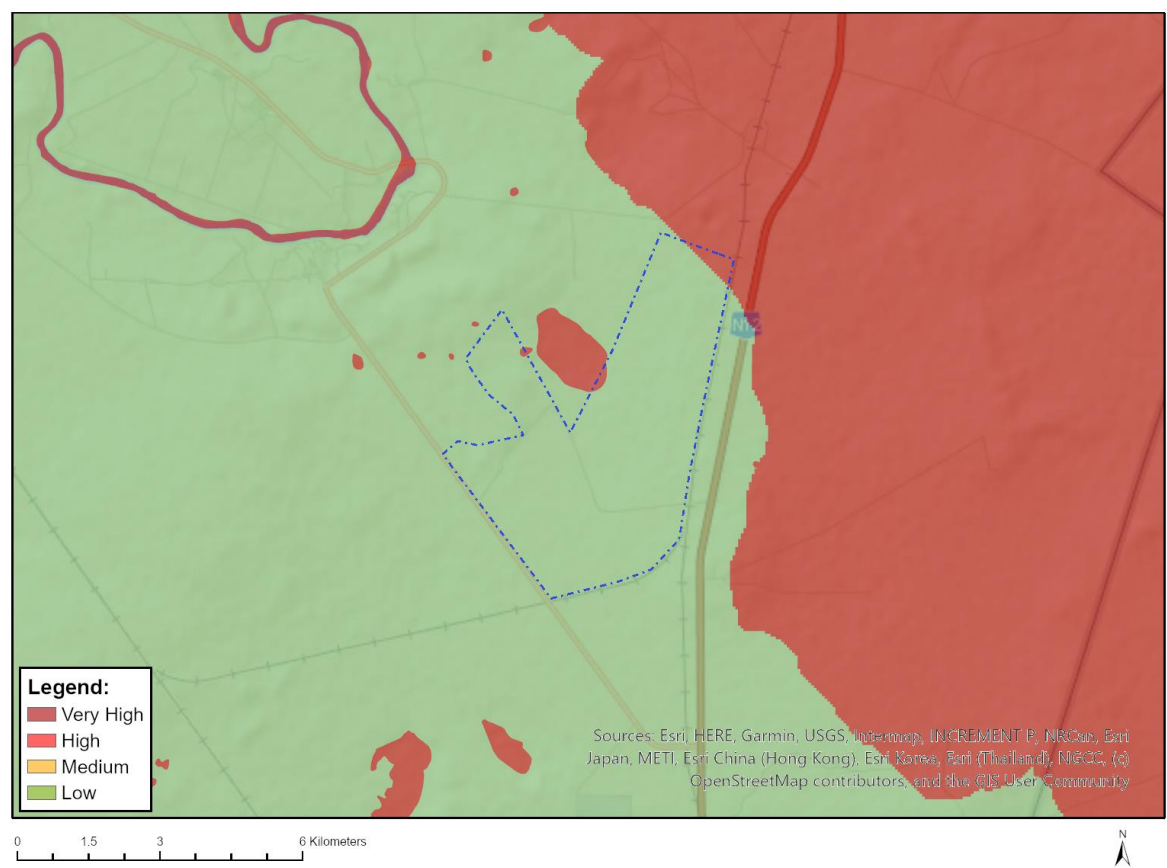 Legend:
Very High
High
Medium
Low
Sources: Esri, HERE, Garmin, USGS, Intermap, INCREMENT P, NRCan, Esri
Japan, METI, Esri China (Hong Kong), Esri Korea, Esri (Thailand), NGCC, (c)
OpenStreetMap contributors, and the GIS User Community
0 1.5 3 6 Kilometers
N